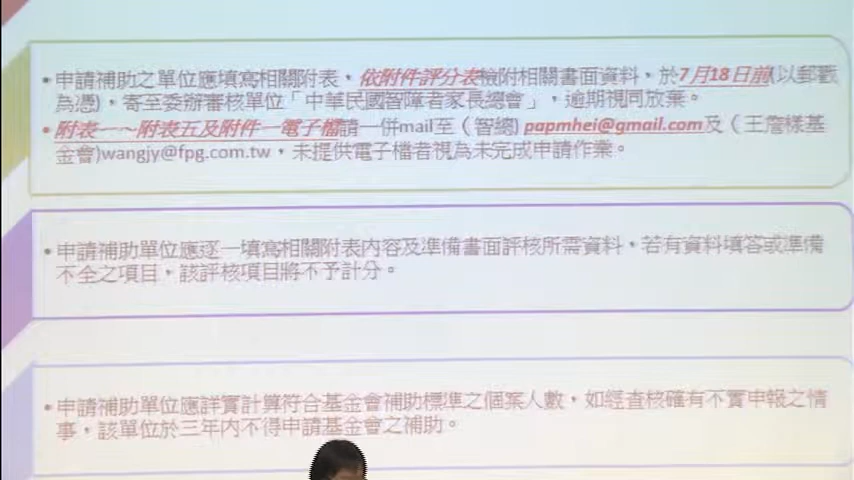 •申請補助之單位應填寫相關附表，依附件評分表檢附相關書面資料，於7月18日前(以郵戳
為憑)，寄至委辦審核單位「中華民國智障者家長總會」，逾期視同放棄。
•附表一～附表五及附件一電子檔請一併mail至（智總) papmhei@gmail.com及（王詹樣基
金會)wangjy@fpg.com.tw，未提供電子檔者視為未完成申請作業。
•申請補助單位應逐一填寫相關附表內容及準備書面評核所需資料，若有資料填答或準備
不全之項目，該評核項目將不予計分。
•申請補助單位應詳實計算符合基金會補助標準之個案人數，如經查核確有不實申報之情
事，該單位於三年內不得申請基金會之補助。